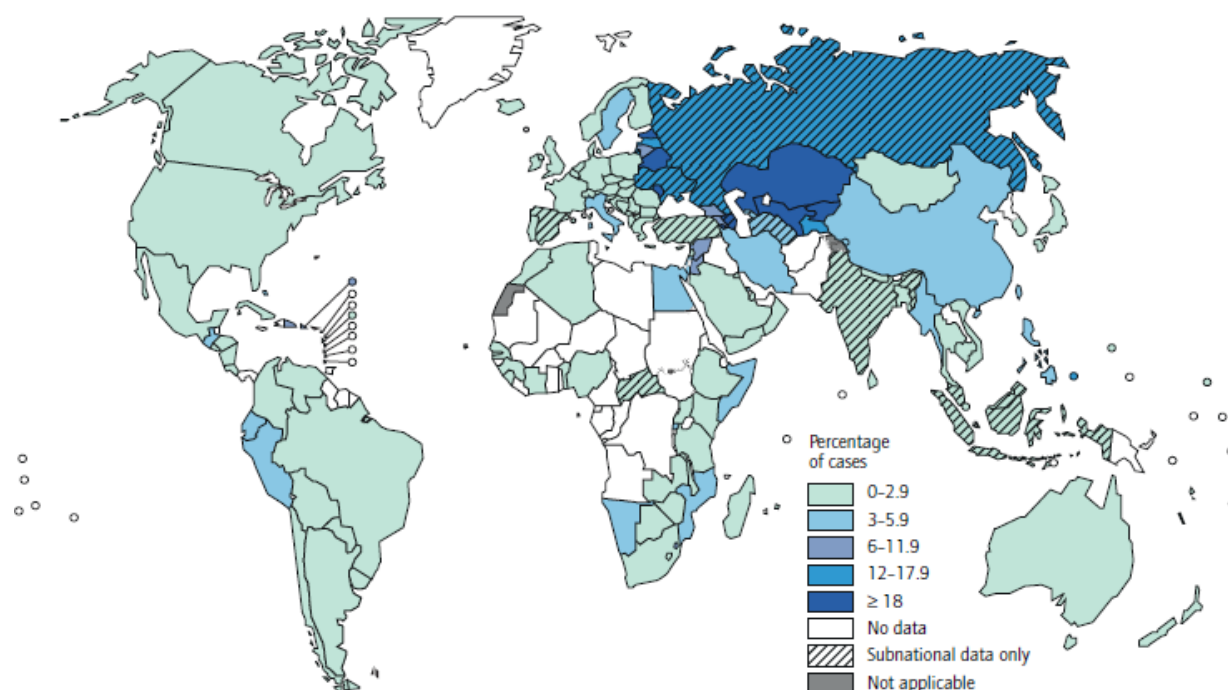 Percentage
of cases
0–2.9
3–5.9
6–11.9
12–17.9
≥ 18
No data
Subnational data only
Not applicable